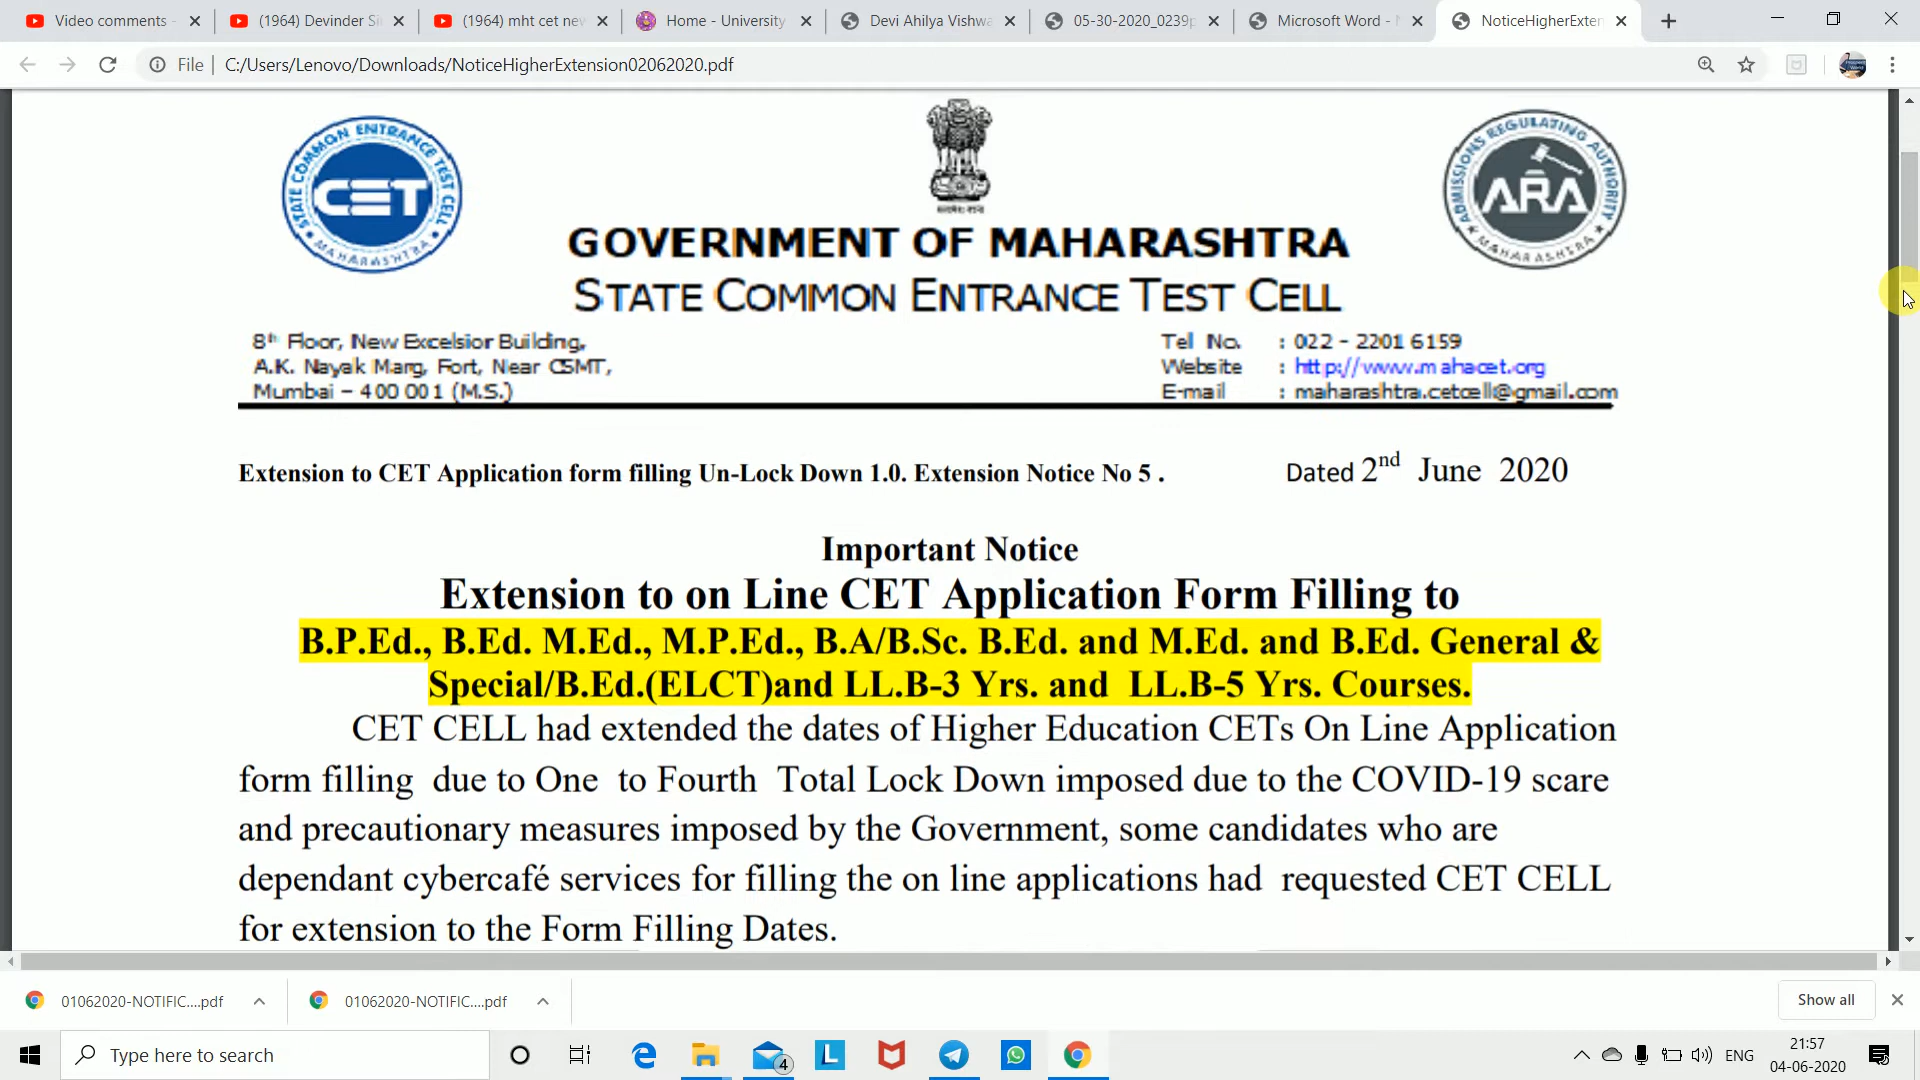 Video comments -
(1964) Devinder Si
(1964) mht cet nev
Home - University
Devi Ahilya Vishwa
05-30-2020_0239p
Microsoft Word -
NoticeHigherExten
File
C:/Users/Lenovo/Downloads/NoticeHigherExtension02062020.pdf
STATE COMMON ENTRANCE TEST CELL
CET
MAHARASHTRA
ADMISSIONS REGULATING AUTHORITY
ARA
MAHARASHTRA
GOVERNMENT OF MAHARASHTRA
STATE COMMON ENTRANCE TEST CELL
8th Floor, New Excelsior Building,
A.K. Nayak Marg, Fort, Near CSMT,
Mumbai – 400 001 (M.S.)
Tel No. : 022 - 2201 6159
Website : http://www.mahacet.org
E-mail : maharashtra.cetcell@gmail.com
Extension to CET Application form filling Un-Lock Down 1.0. Extension Notice No 5 . Dated 2nd June 2020
Important Notice
Extension to on Line CET Application Form Filling to
B.P.Ed., B.Ed. M.Ed., M.P.Ed., B.A/B.Sc. B.Ed. and M.Ed. and B.Ed. General &
Special/B.Ed.(ELCT)and LL.B-3 Yrs. and LL.B-5 Yrs. Courses.
CET CELL had extended the dates of Higher Education CETs On Line Application
form filling due to One to Fourth Total Lock Down imposed due to the COVID-19 scare
and precautionary measures imposed by the Government, some candidates who are
dependant cybercafé services for filling the on line applications had requested CET CELL
for extension to the Form Filling Dates.
01062020-NOTIFIC....pdf
01062020-NOTIFIC....pdf
Show all
Type here to search
4
L
ENG
21:57
04-06-2020